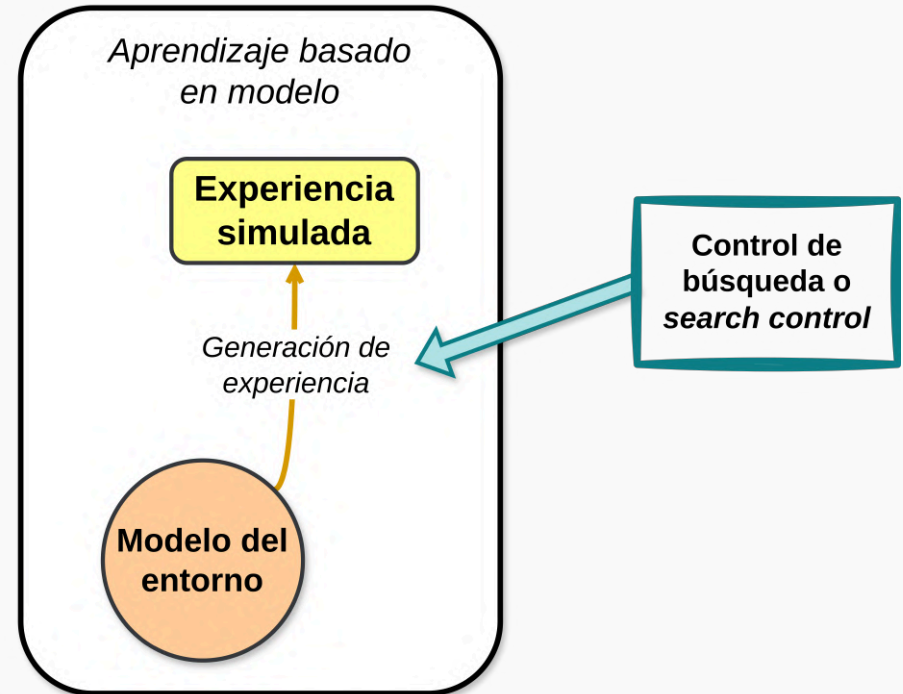 Aprendizaje basado
en modelo
Experiencia
simulada
Generación de
experiencia
Modelo del
entorno
Control de
búsqueda o
search control